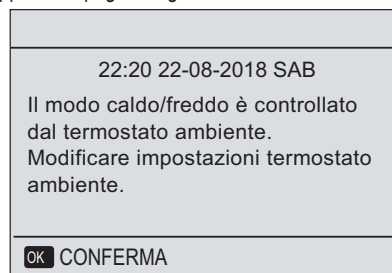 22:20 22-08-2018 SAB
Il modo caldo/freddo è controllato
dal termostato ambiente.
Modificare impostazioni termostato
ambiente.
OK CONFERMA